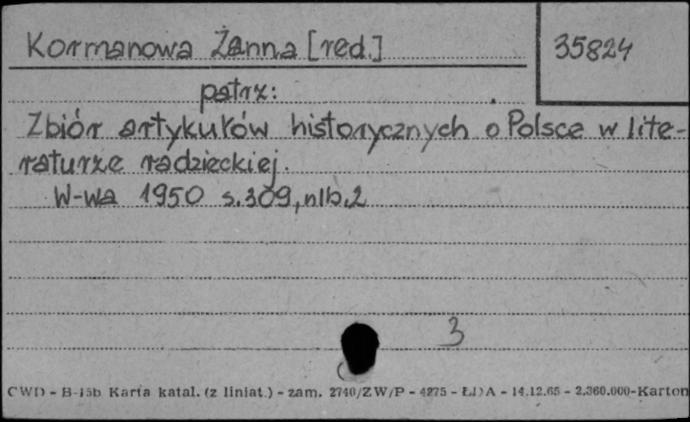 Kormanowa Żanna [red.]
35824
patrz:
Zbiór artykułów historycznych o Polsce w lite-
raturze radzieckiej.
W-wa 1950 s.309, nlb.2
3
CWD - B-15b Karta katal. (z liniat.) - zam. 2740/ZW/P - 4275 - ŁDA - 14.12.65 - 2.360.000-Karton